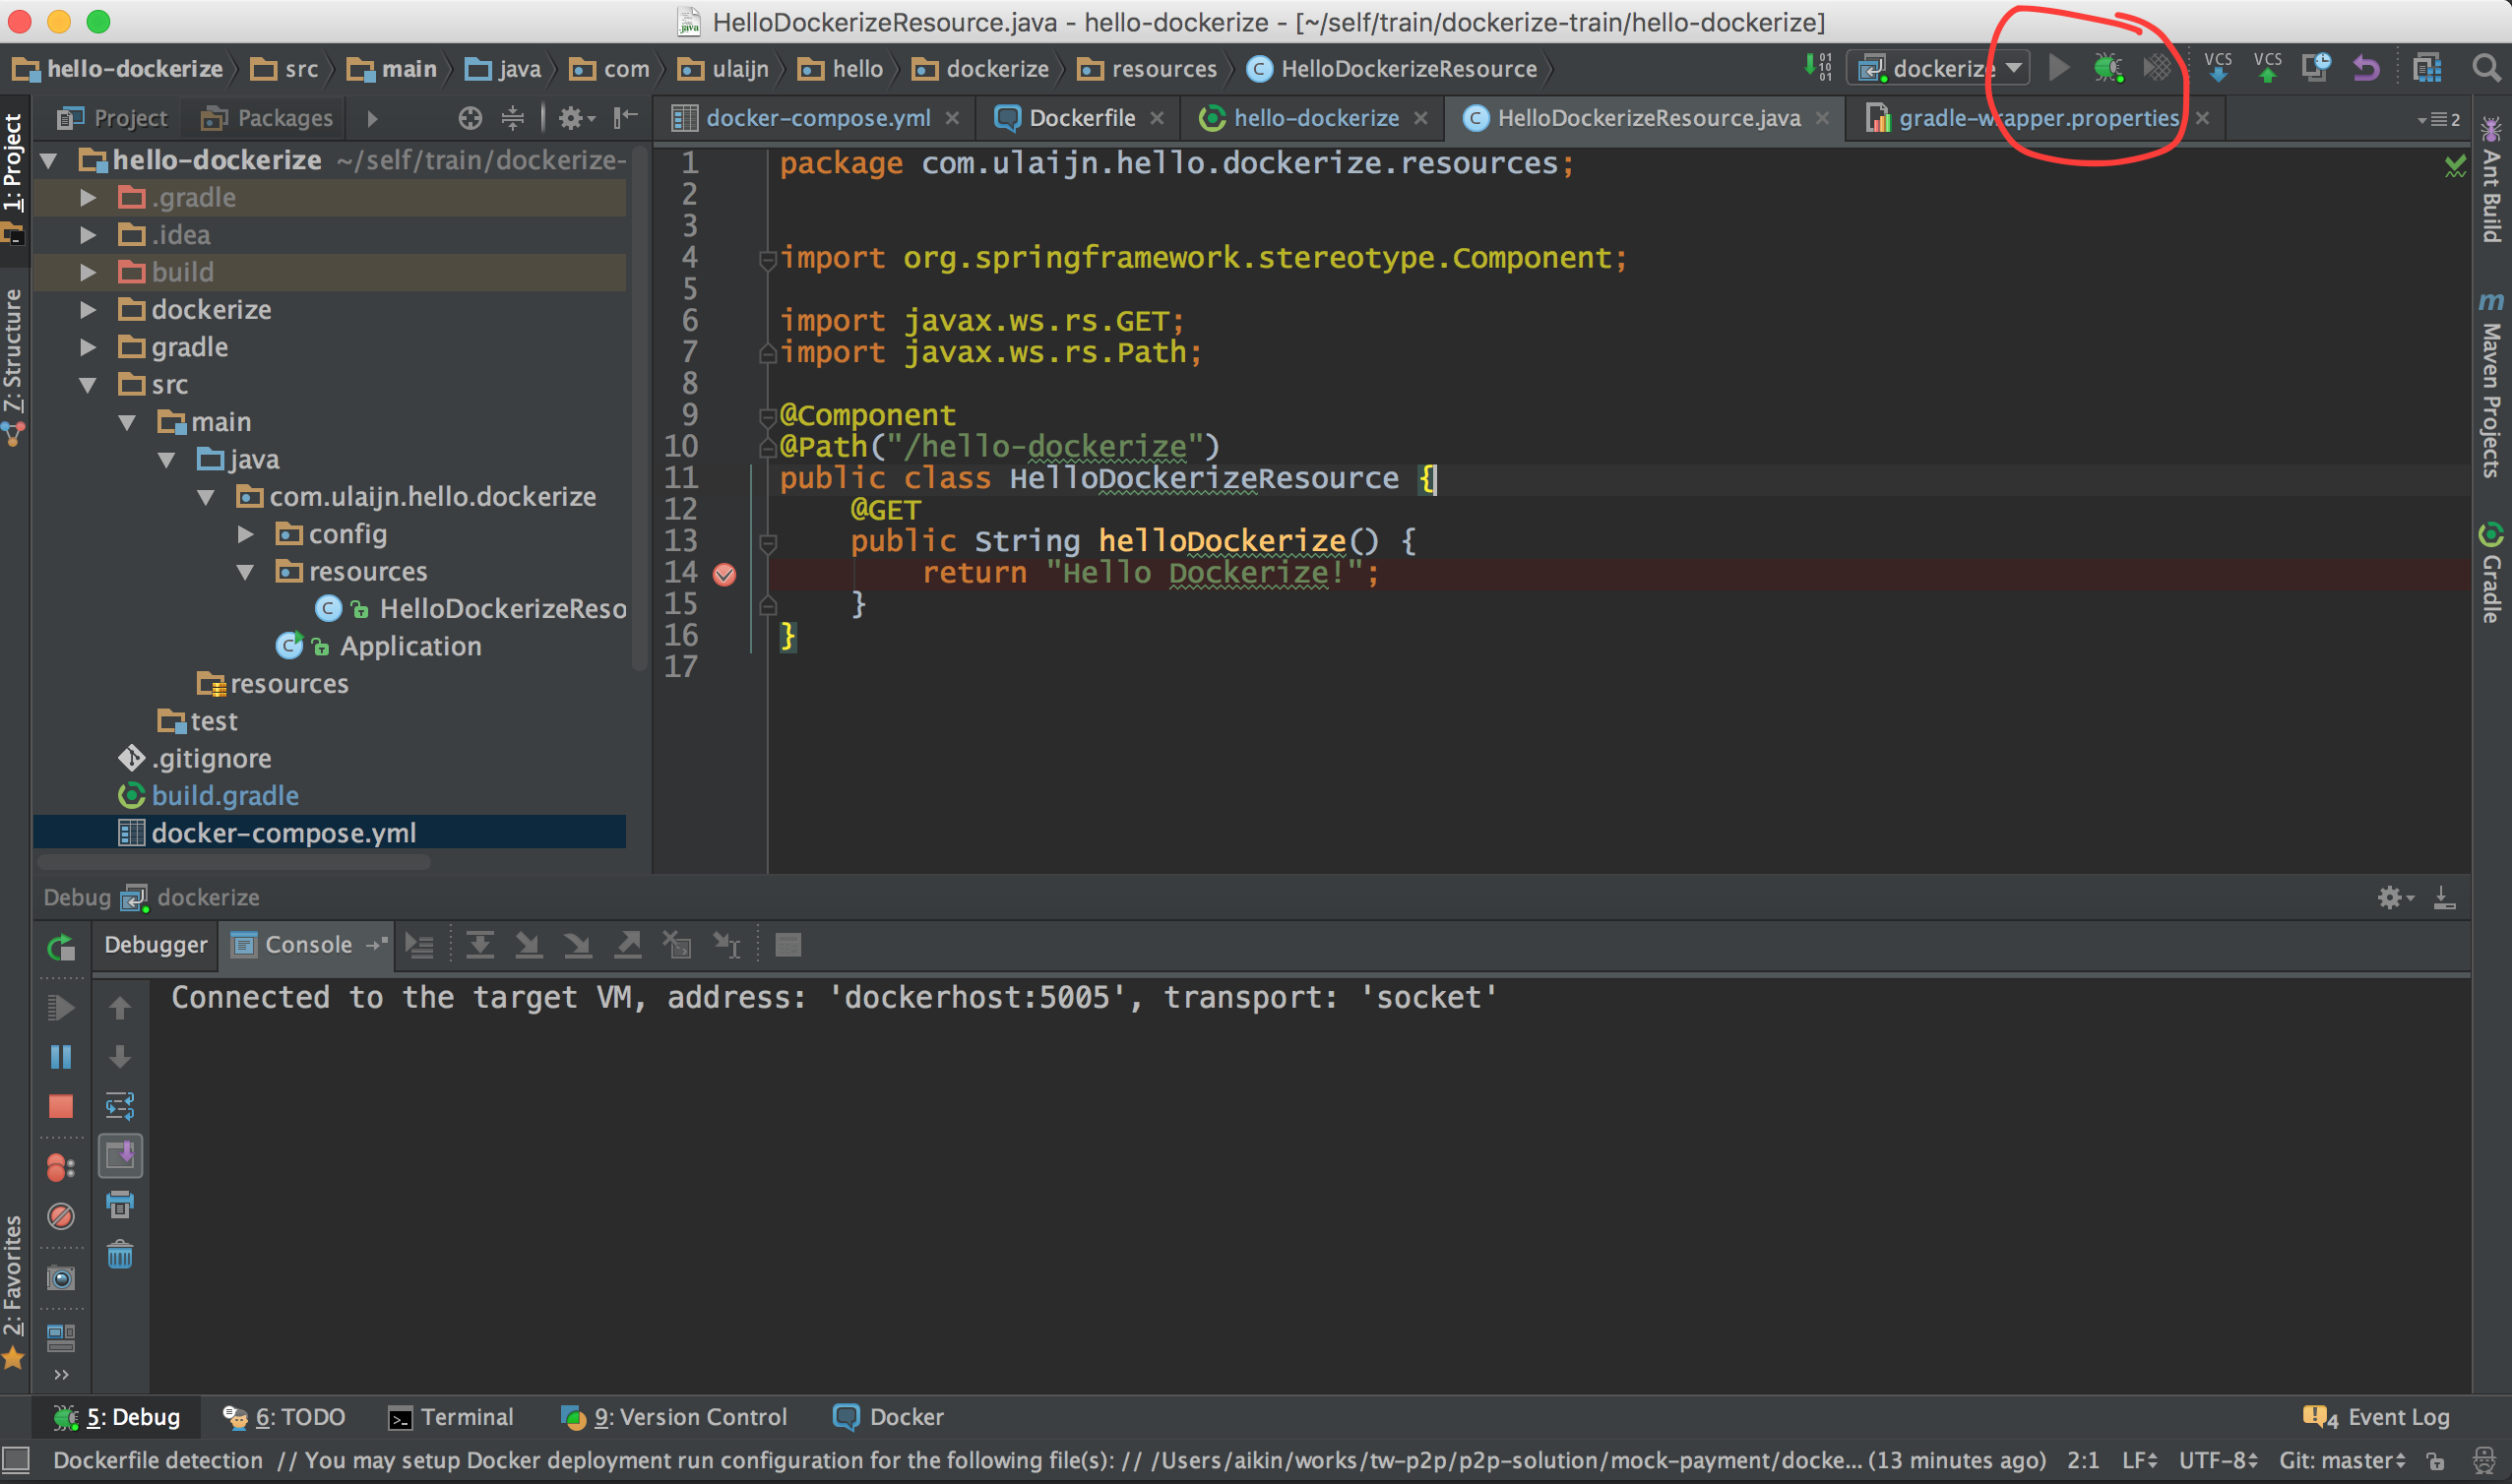 HelloDockerizeResource.java - hello-dockerize - [~/self/train/dockerize-train/hello-dockerize]
hello-dockerize src main java com ulaijn hello dockerize resources HelloDockerizeResource dockerize VCS VCS
Project Packages
docker-compose.yml Dockerfile hello-dockerize HelloDockerizeResource.java gradle-wrapper.properties 2
1: Project
7: Structure
2: Favorites
hello-dockerize ~/self/train/dockerize-
.gradle
.idea
build
dockerize
gradle
src
main
java
com.ulaijn.hello.dockerize
config
resources
HelloDockerizeReso
Application
resources
test
.gitignore
build.gradle
docker-compose.yml
1 package com.ulaijn.hello.dockerize.resources;
2
3
4 import org.springframework.stereotype.Component;
5
6 import javax.ws.rs.GET;
7 import javax.ws.rs.Path;
8
9 @Component
10 @Path("/hello-dockerize")
11 public class HelloDockerizeResource {
12 @GET
13 public String helloDockerize() {
14 return "Hello Dockerize!";
15 }
16 }
17
Ant Build
m Maven Projects
Gradle
Debug dockerize
Debugger Console
Connected to the target VM, address: 'dockerhost:5005', transport: 'socket'
5: Debug 6: TODO Terminal 9: Version Control Docker 4 Event Log
Dockerfile detection // You may setup Docker deployment run configuration for the following file(s): // /Users/aikin/works/tw-p2p/p2p-solution/mock-payment/docke... (13 minutes ago) 2:1 LF UTF-8 Git: master